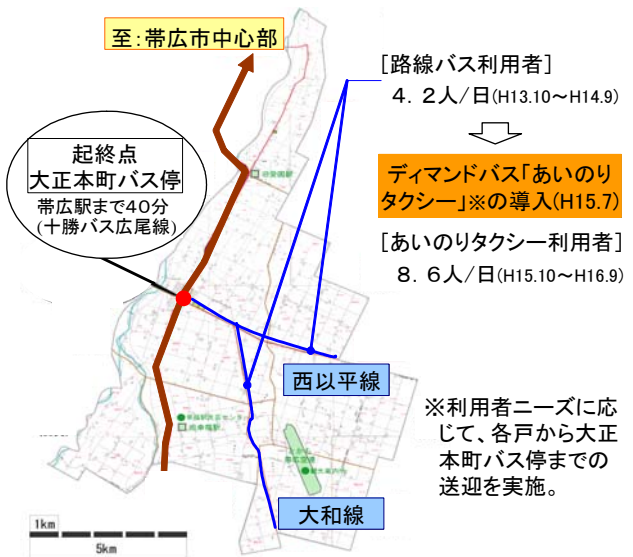 至:帯広市中心部
[路線バス利用者]
4.2人/日(H13.10～H14.9)
起終点
大正本町バス停
帯広駅まで40分
(十勝バス広尾線)
ディマンドバス「あいのり
タクシー」※の導入(H15.7)
[あいのりタクシー利用者]
8.6人/日(H15.10～H16.9)
西以平線
※利用者ニーズに応
じて、各戸から大正
本町バス停までの
送迎を実施。
大和線
1km
5km